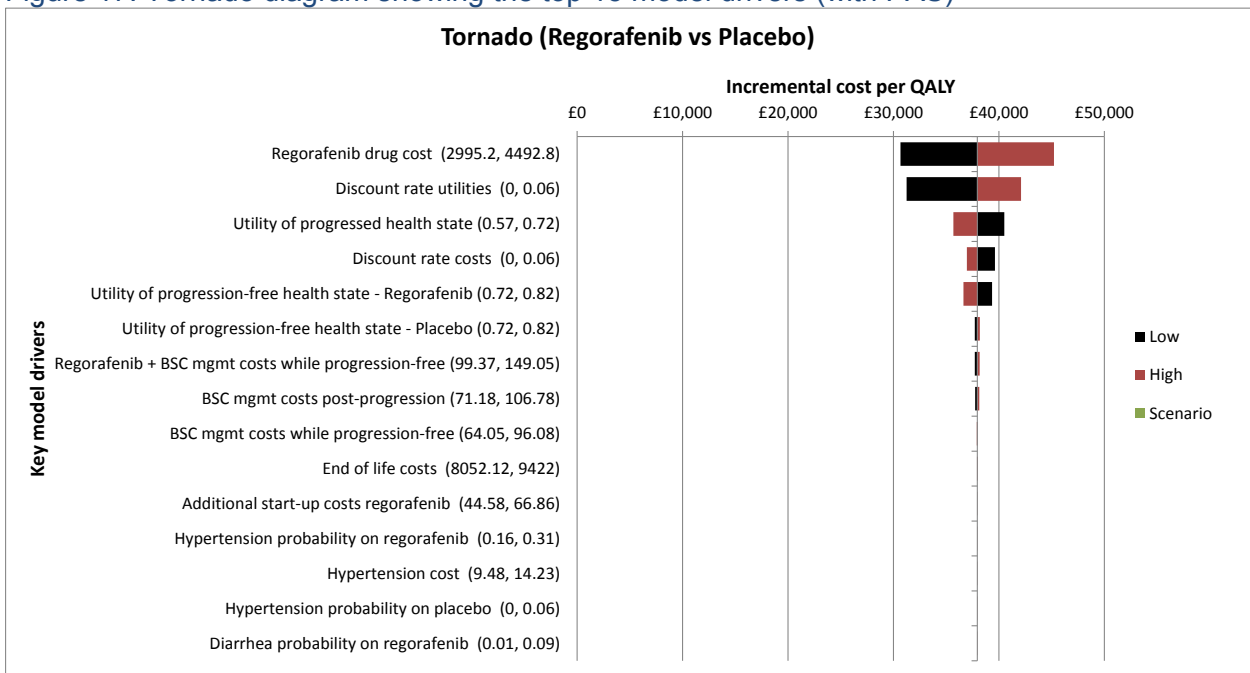 Tornado (Regorafenib vs Placebo)
Incremental cost per QALY
£0 £10,000 £20,000 £30,000 £40,000 £50,000
Key model drivers
Regorafenib drug cost (2995.2, 4492.8)
Discount rate utilities (0, 0.06)
Utility of progressed health state (0.57, 0.72)
Discount rate costs (0, 0.06)
Utility of progression-free health state - Regorafenib (0.72, 0.82)
Utility of progression-free health state - Placebo (0.72, 0.82)
Regorafenib + BSC mgmt costs while progression-free (99.37, 149.05)
BSC mgmt costs post-progression (71.18, 106.78)
BSC mgmt costs while progression-free (64.05, 96.08)
End of life costs (8052.12, 9422)
Additional start-up costs regorafenib (44.58, 66.86)
Hypertension probability on regorafenib (0.16, 0.31)
Hypertension cost (9.48, 14.23)
Hypertension probability on placebo (0, 0.06)
Diarrhea probability on regorafenib (0.01, 0.09)
Low
High
Scenario